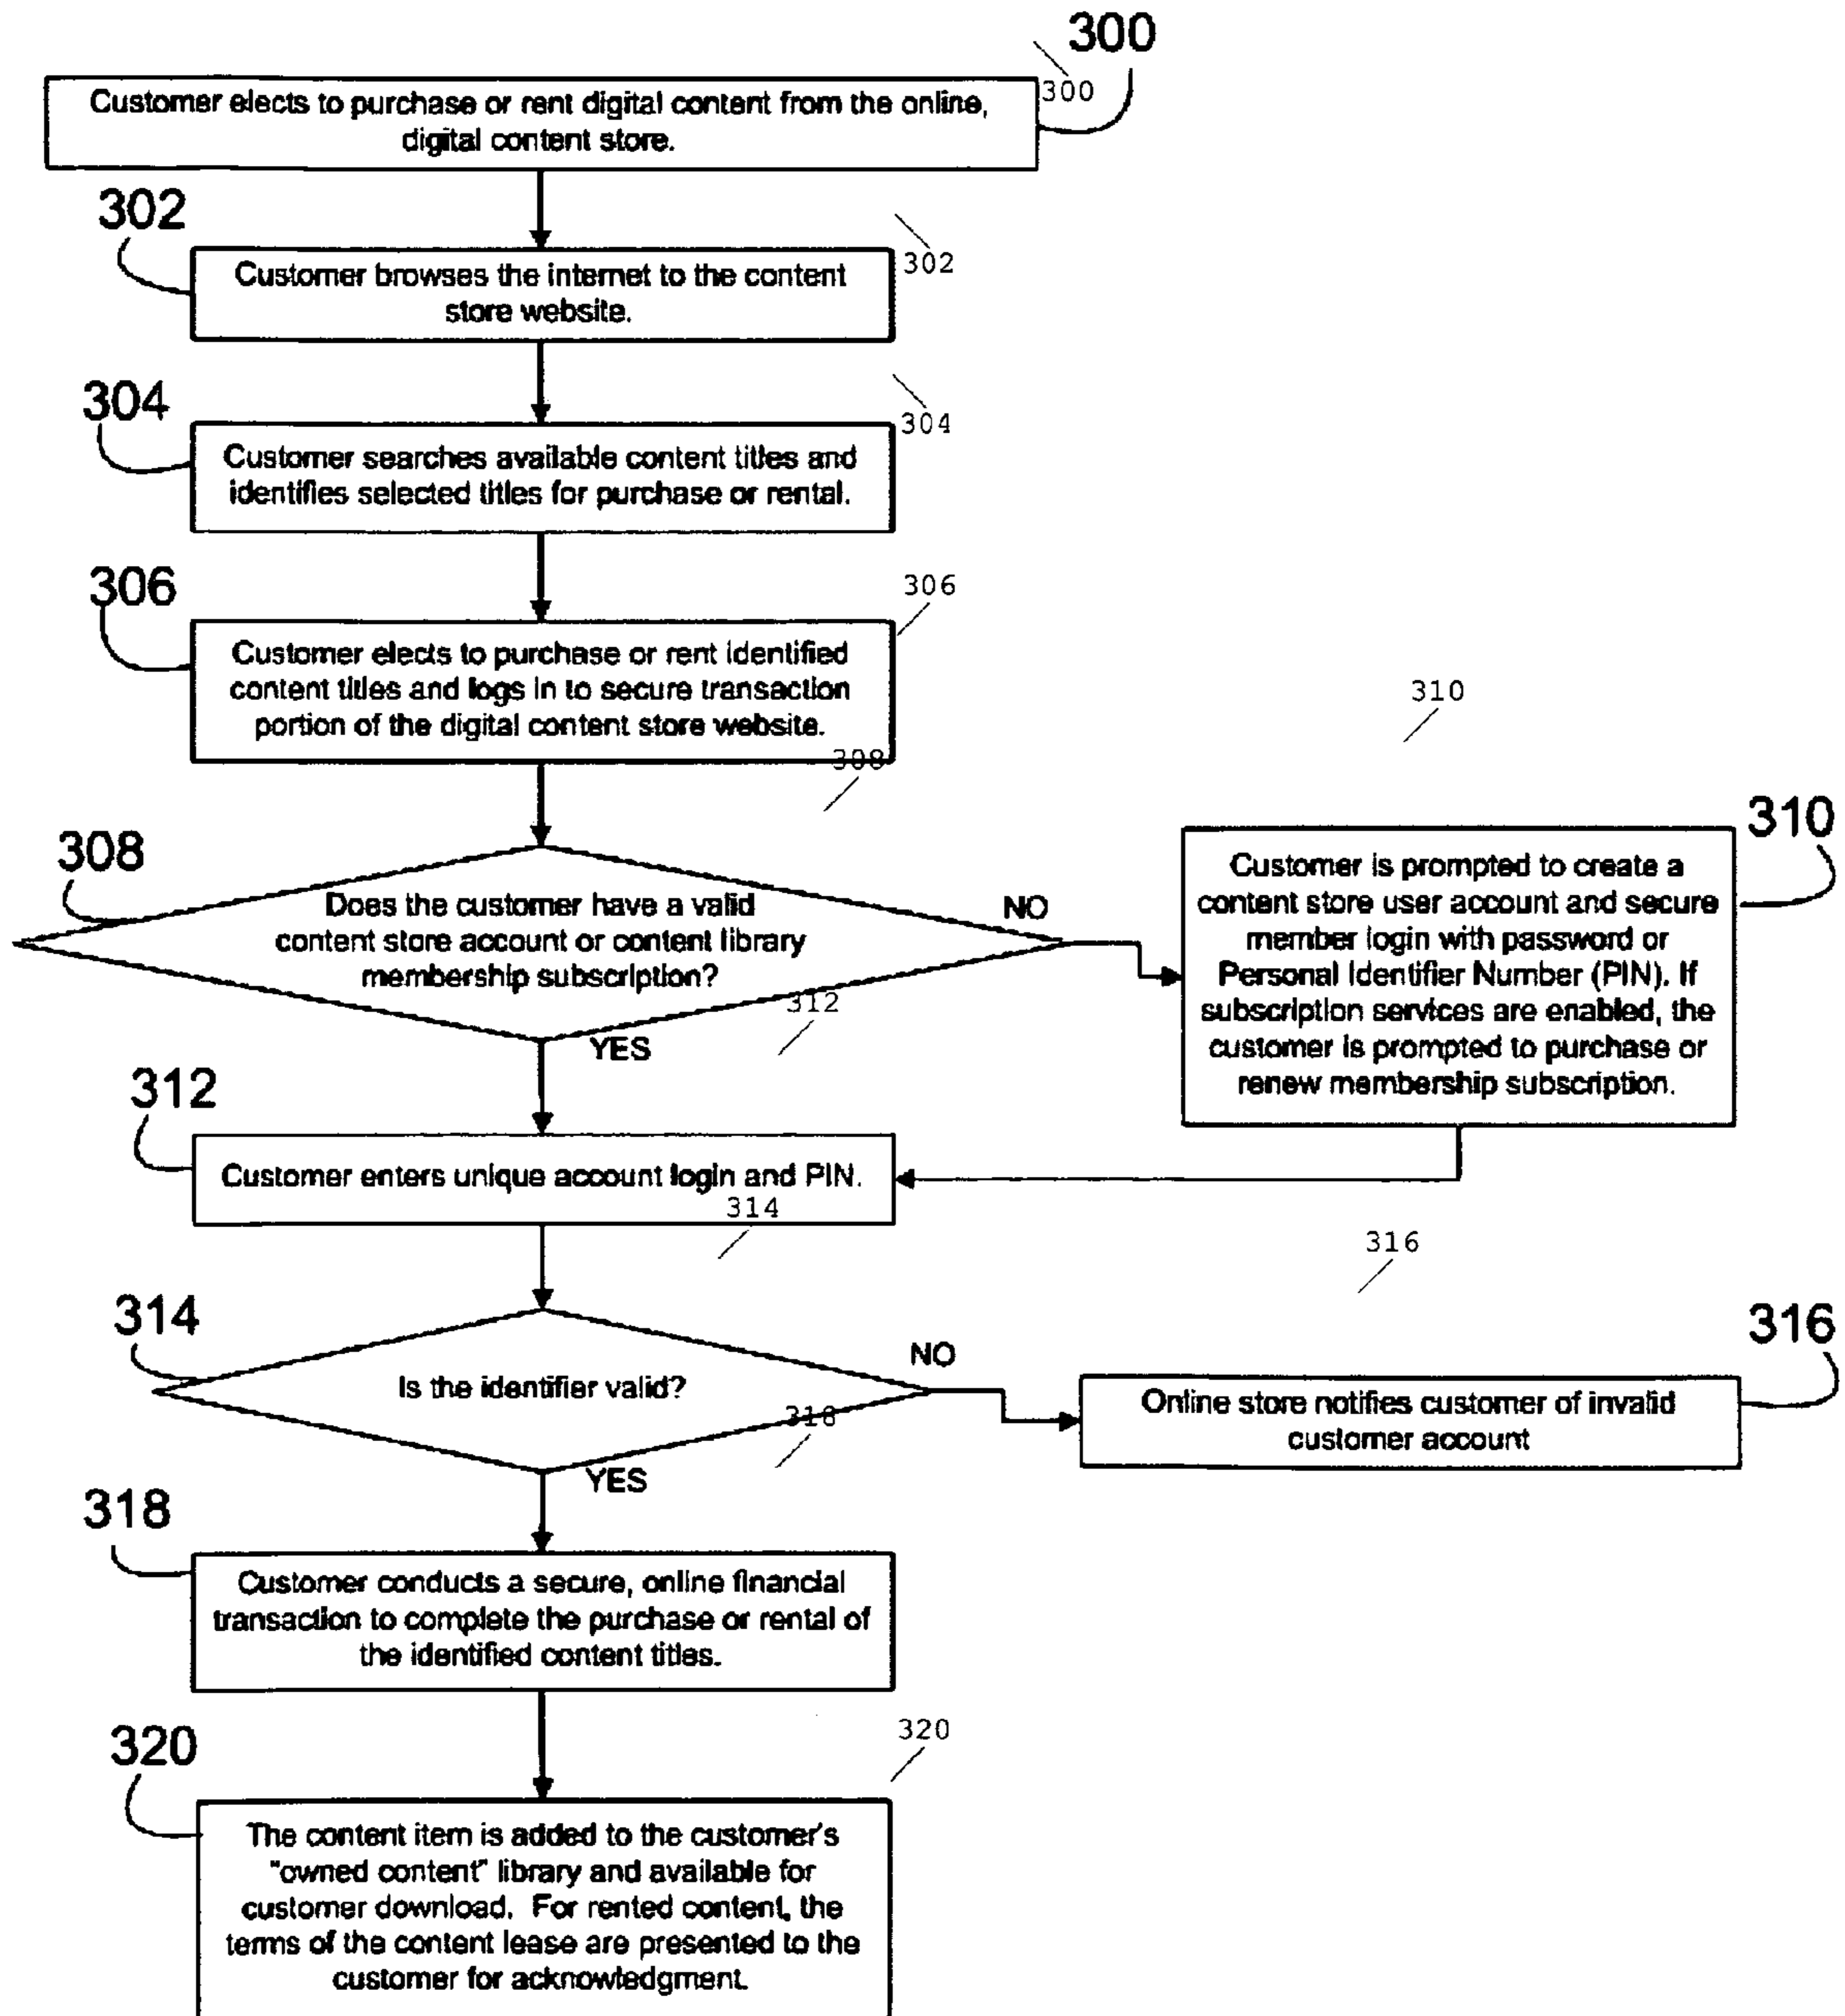 300
300
Customer elects to purchase or rent digital content from the online,
digital content store.
302
302
Customer browses the internet to the content
store website.
304
304
Customer searches available content titles and
identifies selected titles for purchase or rental.
306
306
Customer elects to purchase or rent identified
content titles and logs in to secure transaction
portion of the digital content store website.
308
308
Does the customer have a valid
content store account or content library
membership subscription?
NO
YES
310
310
Customer is prompted to create a
content store user account and secure
member login with password or
Personal Identifier Number (PIN). If
subscription services are enabled, the
customer is prompted to purchase or
renew membership subscription.
312
312
Customer enters unique account login and PIN.
314
314
Is the identifier valid?
NO
YES
316
316
Online store notifies customer of invalid
customer account
318
318
Customer conducts a secure, online financial
transaction to complete the purchase or rental of
the identified content titles.
320
320
The content item is added to the customer's
"owned content" library and available for
customer download. For rented content, the
terms of the content lease are presented to the
customer for acknowledgment.